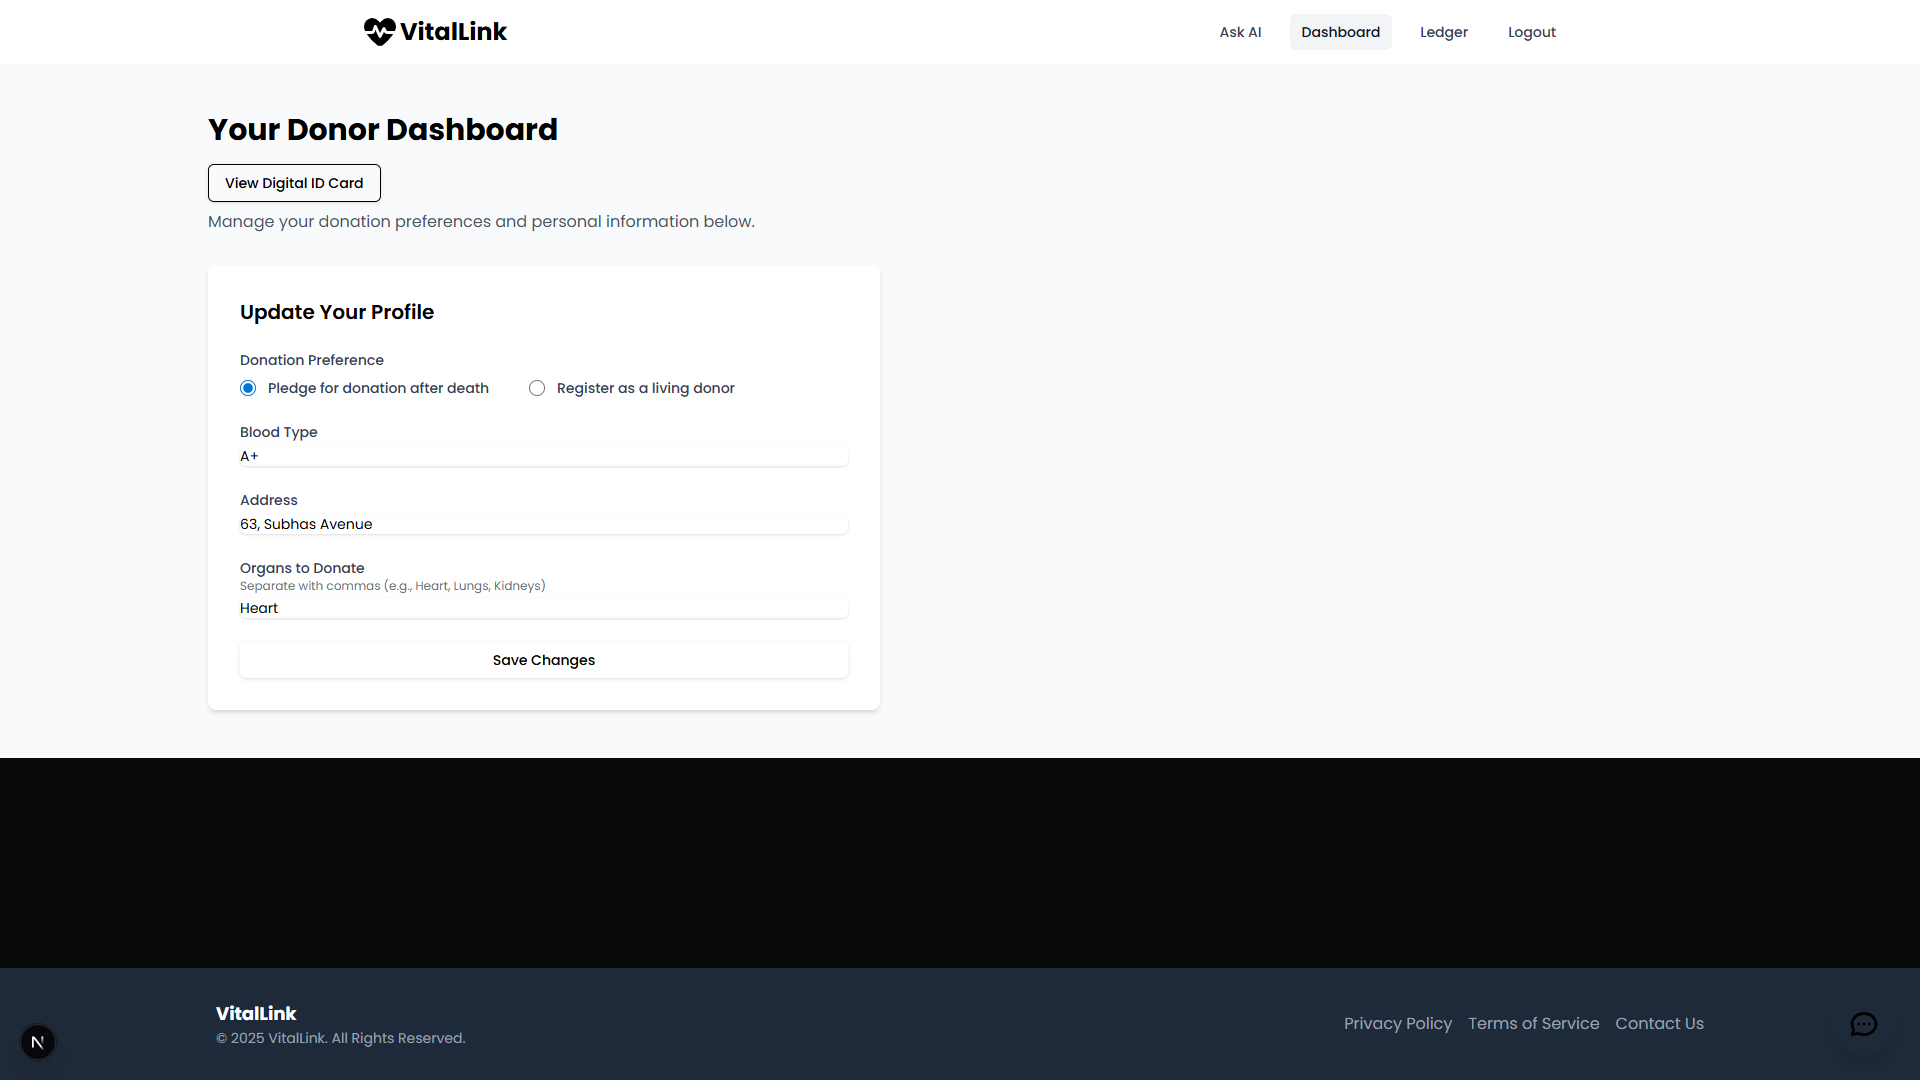 VitalLink
Ask AI
Dashboard
Ledger
Logout
Your Donor Dashboard
View Digital ID Card
Manage your donation preferences and personal information below.
Update Your Profile
Donation Preference
Pledge for donation after death
Register as a living donor
Blood Type
A+
Address
63, Subhas Avenue
Organs to Donate
Separate with commas (e.g., Heart, Lungs, Kidneys)
Heart
Save Changes
VitalLink
© 2025 VitalLink. All Rights Reserved.
Privacy Policy
Terms of Service
Contact Us
N